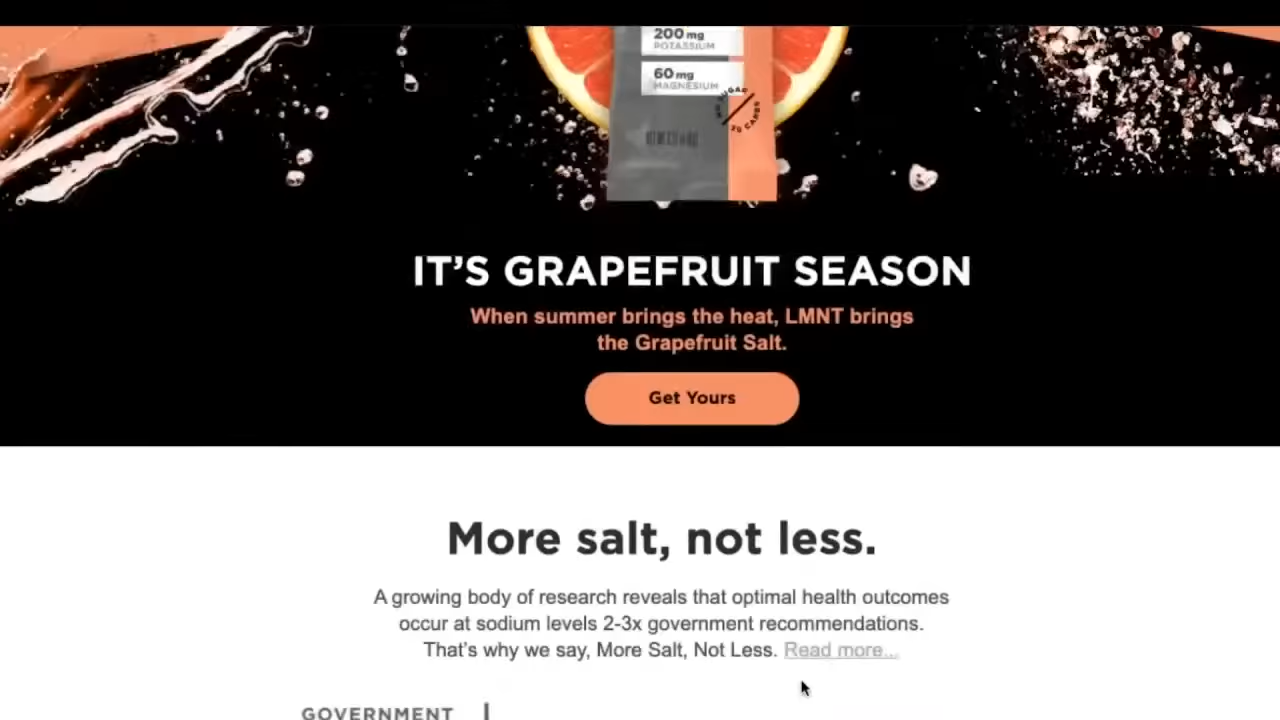 200 mg
POTASSIUM
60 mg
MAGNESIUM
IT'S GRAPEFRUIT SEASON
When summer brings the heat, LMNT brings
the Grapefruit Salt.
Get Yours
More salt, not less.
A growing body of research reveals that optimal health outcomes
occur at sodium levels 2-3x government recommendations.
That's why we say, More Salt, Not Less. Read more...
GOVERNMENT